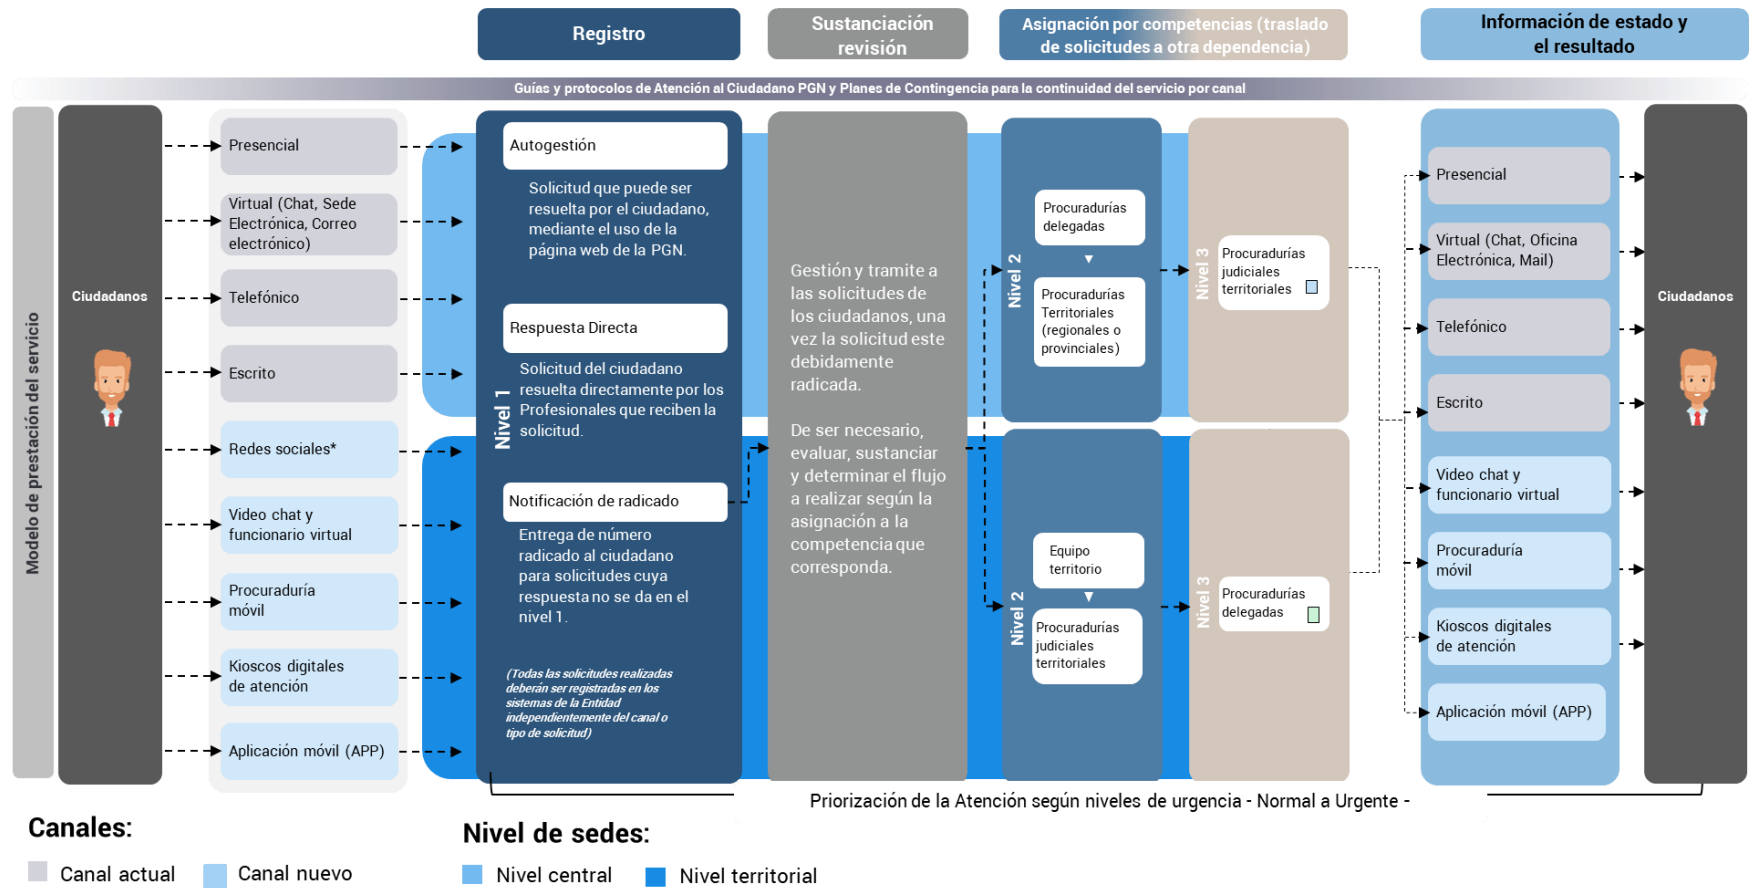 Registro
Sustanciación
revisión
Asignación por competencias (traslado
de solicitudes a otra dependencia)
Información de estado y
el resultado
Guías y protocolos de Atención al Ciudadano PGN y Planes de Contingencia para la continuidad del servicio por canal
Modelo de prestación del servicio
Ciudadanos
Presencial
Virtual (Chat, Sede
Electrónica, Correo
electrónico)
Telefónico
Escrito
Redes sociales*
Video chat y
funcionario virtual
Procuraduría
móvil
Kioscos digitales
de atención
Aplicación móvil (APP)
Nivel 1
Autogestión
Solicitud que puede ser
resuelta por el ciudadano,
mediante el uso de la
página web de la PGN.
Respuesta Directa
Solicitud del ciudadano
resuelta directamente por los
Profesionales que reciben la
solicitud.
Notificación de radicado
Entrega de número
radicado al ciudadano
para solicitudes cuya
respuesta no se da en el
nivel 1.
(Todas las solicitudes realizadas
deberán ser registradas en los
sistemas de la Entidad
independientemente del canal o
tipo de solicitud)
Gestión y tramite a
las solicitudes de
los ciudadanos, una
vez la solicitud este
debidamente
radicada.
De ser necesario,
evaluar, sustanciar
y determinar el flujo
a realizar según la
asignación a la
competencia que
corresponda.
Nivel 2
Procuradurías
delegadas
Procuradurías
Territoriales
(regionales o
provinciales)
Nivel 3
Procuradurías
judiciales
territoriales
Nivel 2
Equipo
territorio
Procuradurías
judiciales
territoriales
Nivel 3
Procuradurías
delegadas
Presencial
Virtual (Chat, Oficina
Electrónica, Mail)
Telefónico
Escrito
Video chat y
funcionario virtual
Procuraduría
móvil
Kioscos digitales
de atención
Aplicación móvil (APP)
Ciudadanos
Priorización de la Atención según niveles de urgencia - Normal a Urgente -
Canales:
Canal actual
Canal nuevo
Nivel de sedes:
Nivel central
Nivel territorial